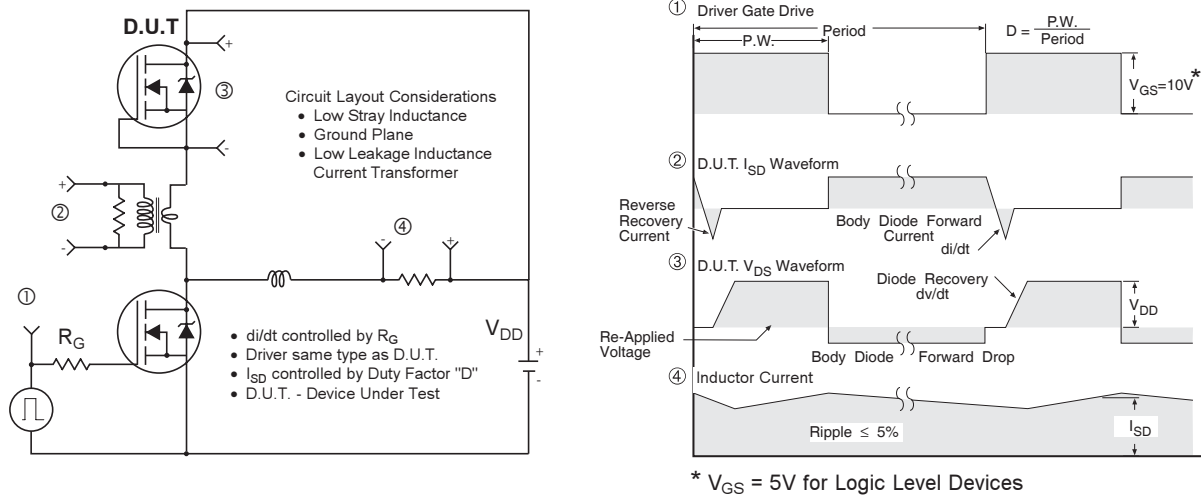 D.U.T
+
③
-
Circuit Layout Considerations
• Low Stray Inductance
• Ground Plane
• Low Leakage Inductance
Current Transformer
+
②
-
④
- +
①
R_G
V_DD
+
-
• di/dt controlled by R_G
• Driver same type as D.U.T.
• I_SD controlled by Duty Factor "D"
• D.U.T. - Device Under Test
① Driver Gate Drive
Period
P.W.
D = P.W.
Period
V_GS=10V*
② D.U.T. I_SD Waveform
Reverse
Recovery
Current
Body Diode Forward
Current
di/dt
③ D.U.T. V_DS Waveform
Diode Recovery
dv/dt
V_DD
Re-Applied
Voltage
Body Diode Forward Drop
④ Inductor Current
Ripple ≤ 5%
I_SD
* V_GS = 5V for Logic Level Devices